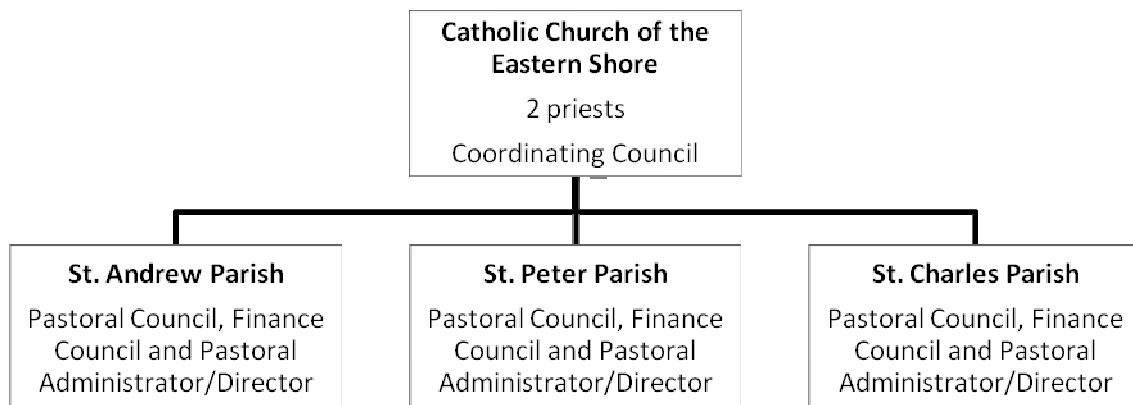 Catholic Church of the
Eastern Shore
2 priests
Coordinating Council
St. Andrew Parish
Pastoral Council, Finance
Council and Pastoral
Administrator/Director
St. Peter Parish
Pastoral Council, Finance
Council and Pastoral
Administrator/Director
St. Charles Parish
Pastoral Council, Finance
Council and Pastoral
Administrator/Director